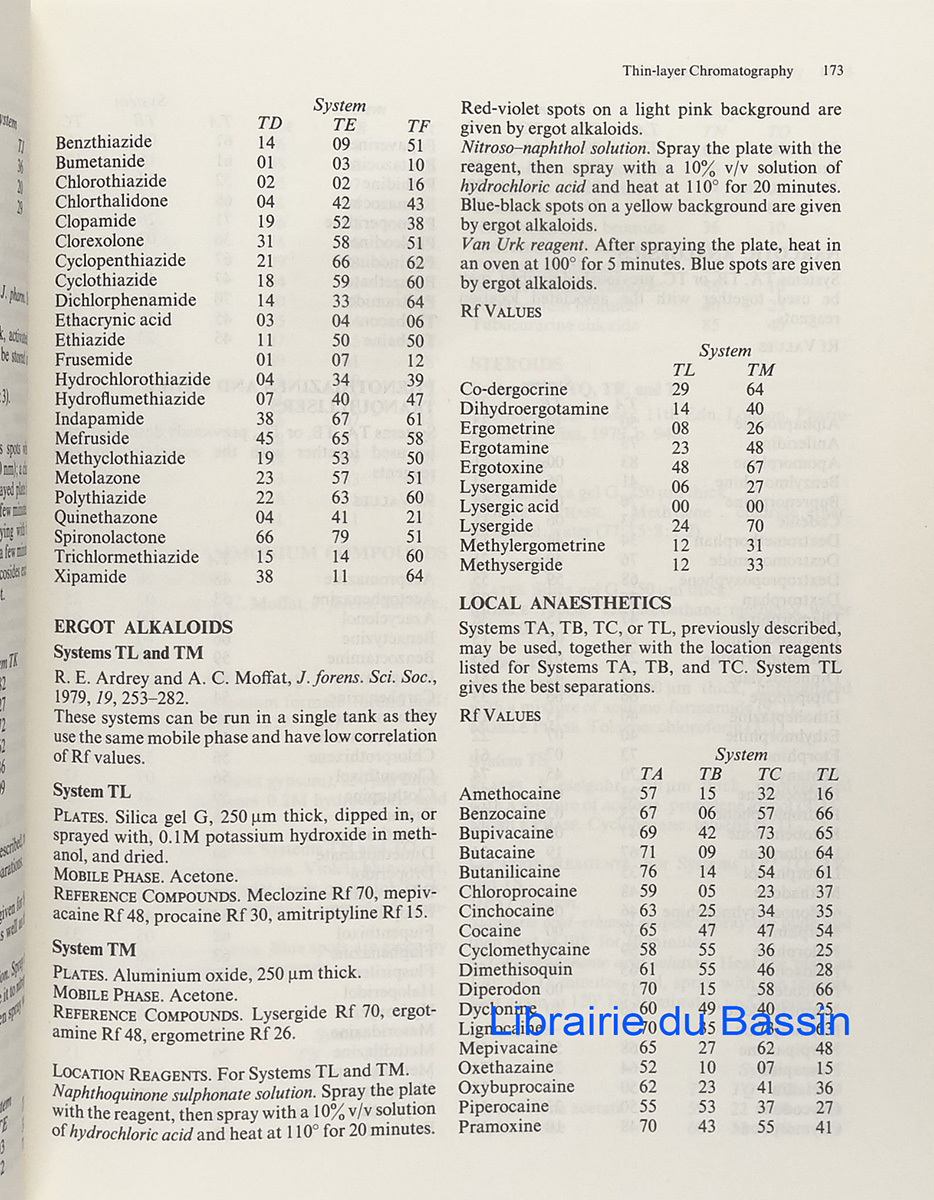 Thin-layer Chromatography 173
System
TD TE TF
Benzthiazide 14 09 51
Bumetanide 01 03 10
Chlorothiazide 02 02 16
Chlorthalidone 04 42 43
Clopamide 19 52 38
Clorexolone 31 58 51
Cyclopenthiazide 21 66 62
Cyclothiazide 18 59 60
Dichlorphenamide 14 33 64
Ethacrynic acid 03 04 06
Ethiazide 11 50 50
Frusemide 01 07 12
Hydrochlorothiazide 04 34 39
Hydroflumethiazide 07 40 47
Indapamide 38 67 61
Mefruside 45 65 58
Methyclothiazide 19 53 50
Metolazone 23 57 51
Polythiazide 22 63 60
Quinethazone 04 41 21
Spironolactone 66 79 51
Trichlormethiazide 15 14 60
Xipamide 38 11 64
ERGOT ALKALOIDS
Systems TL and TM
R. E. Ardrey and A. C. Moffat, J. forens. Sci. Soc.,
1979, 19, 253–282.
These systems can be run in a single tank as they
use the same mobile phase and have low correlation
of Rf values.
System TL
PLATES. Silica gel G, 250 μm thick, dipped in, or
sprayed with, 0.1M potassium hydroxide in meth-
anol, and dried.
MOBILE PHASE. Acetone.
REFERENCE COMPOUNDS. Meclozine Rf 70, mepiv-
acaine Rf 48, procaine Rf 30, amitriptyline Rf 15.
System TM
PLATES. Aluminium oxide, 250 μm thick.
MOBILE PHASE. Acetone.
REFERENCE COMPOUNDS. Lysergide Rf 70, ergot-
amine Rf 48, ergometrine Rf 26.
LOCATION REAGENTS. For Systems TL and TM.
Naphthoquinone sulphonate solution. Spray the plate
with the reagent, then spray with a 10% v/v solution
of hydrochloric acid and heat at 110° for 20 minutes.
Red-violet spots on a light pink background are
given by ergot alkaloids.
Nitroso–naphthol solution. Spray the plate with the
reagent, then spray with a 10% v/v solution of
hydrochloric acid and heat at 110° for 20 minutes.
Blue-black spots on a yellow background are given
by ergot alkaloids.
Van Urk reagent. After spraying the plate, heat in
an oven at 100° for 5 minutes. Blue spots are given
by ergot alkaloids.
Rf VALUES
System
TL TM
Co-dergocrine 29 64
Dihydroergotamine 14 40
Ergometrine 08 26
Ergotamine 23 48
Ergotoxine 48 67
Lysergamide 06 27
Lysergic acid 00 00
Lysergide 24 70
Methylergometrine 12 31
Methysergide 12 33
LOCAL ANAESTHETICS
Systems TA, TB, TC, or TL, previously described,
may be used, together with the location reagents
listed for Systems TA, TB, and TC. System TL
gives the best separations.
Rf VALUES
System
TA TB TC TL
Amethocaine 57 15 32 16
Benzocaine 67 06 57 66
Bupivacaine 69 42 73 65
Butacaine 71 09 30 64
Butanilicaine 76 14 54 61
Chloroprocaine 59 05 23 37
Cinchocaine 63 25 34 35
Cocaine 65 47 47 54
Cyclomethycaine 58 55 36 25
Dimethisoquin 61 55 46 28
Diperodon 70 15 58 66
Dyclonine 60 49 40 25
Lignocaine 70 35 73 63
Librairie du Bassin
Mepivacaine 65 27 62 48
Oxethazaine 52 10 07 15
Oxybuprocaine 62 23 41 36
Piperocaine 55 53 37 27
Pramoxine 70 43 55 41